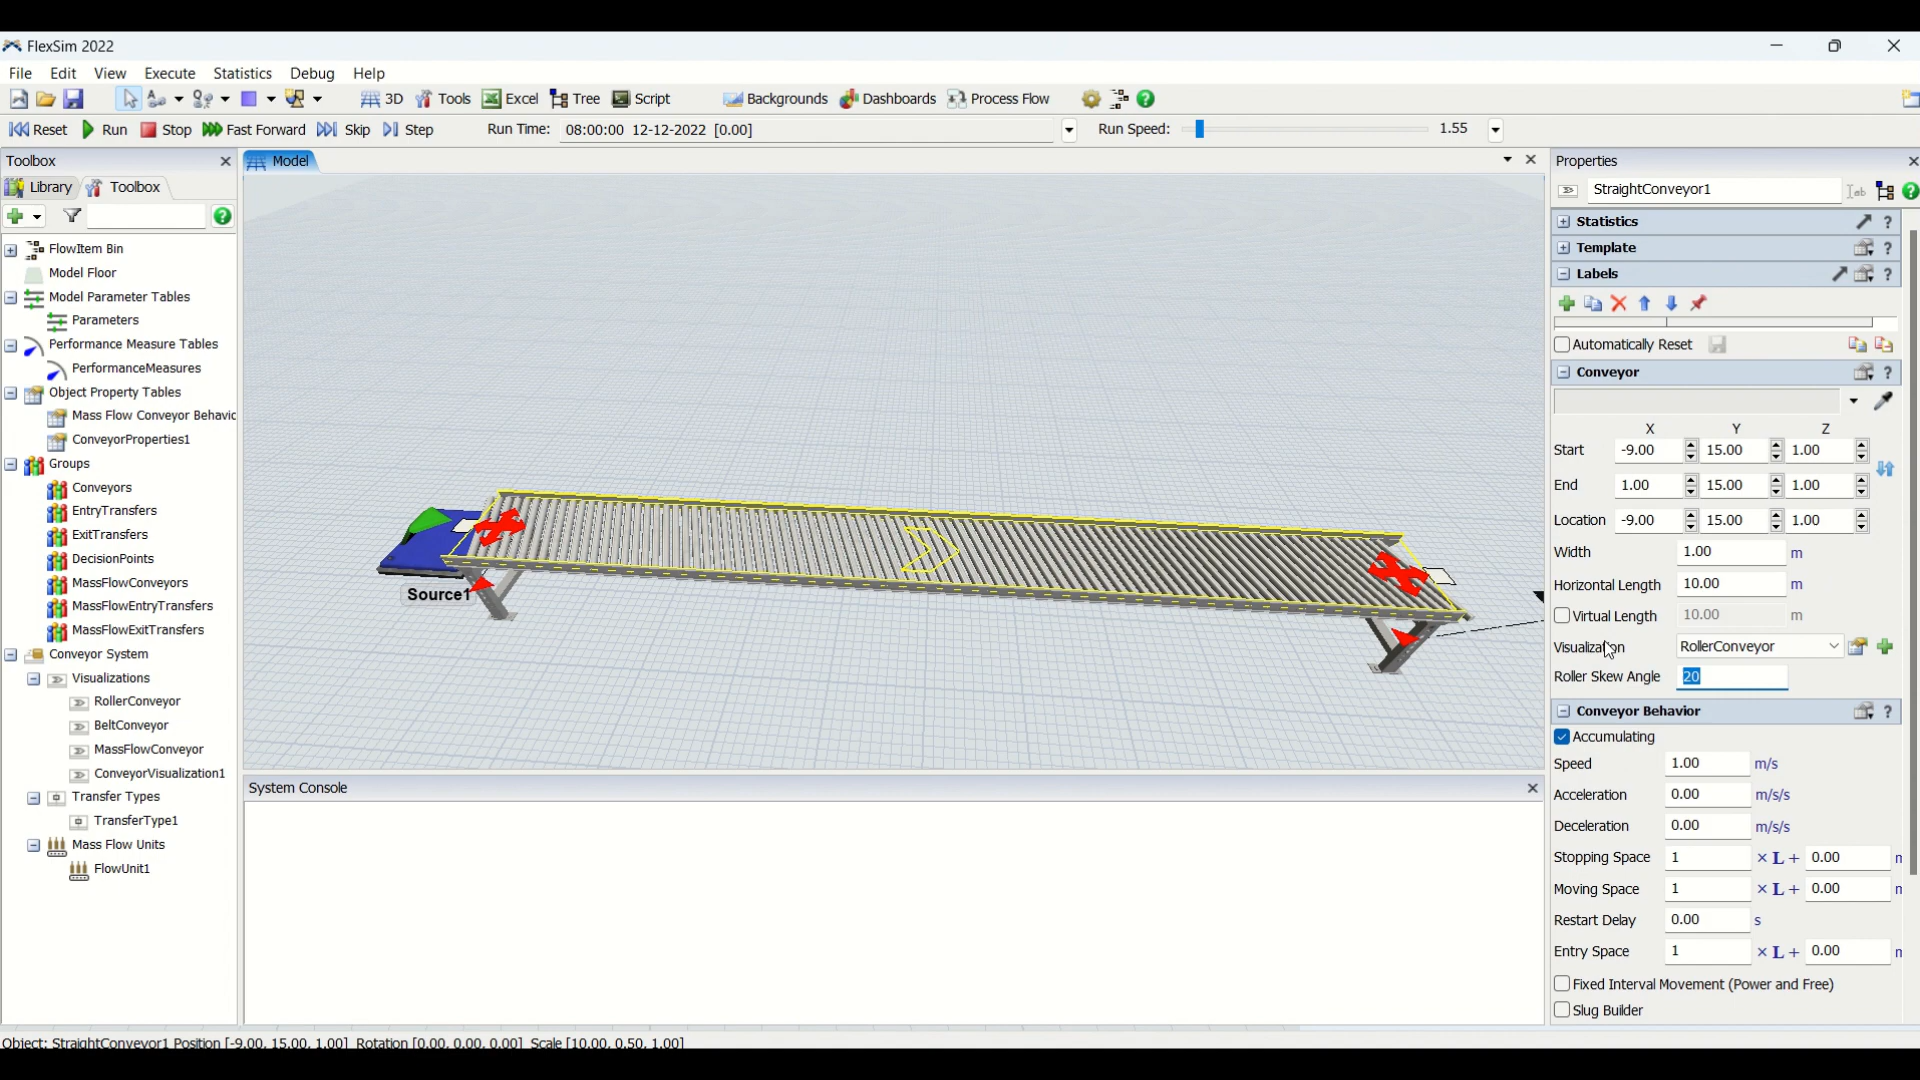 FlexSim 2022
File Edit View Execute Statistics Debug Help
3D Tools Excel Tree Script Backgrounds Dashboards Process Flow
Reset Run Stop Fast Forward Skip Step Run Time: 08:00:00 12-12-2022 [0.00] Run Speed: 1.55
Toolbox
Library Toolbox
FlowItem Bin
Model Floor
Model Parameter Tables
Parameters
Performance Measure Tables
PerformanceMeasures
Object Property Tables
Mass Flow Conveyor Behavic
ConveyorProperties1
Groups
Conveyors
EntryTransfers
ExitTransfers
DecisionPoints
MassFlowConveyors
MassFlowEntryTransfers
MassFlowExitTransfers
Conveyor System
Visualizations
RollerConveyor
BeltConveyor
MassFlowConveyor
ConveyorVisualization1
Transfer Types
TransferType1
Mass Flow Units
FlowUnit1
Model
Source1
System Console
Properties
StraightConveyor1
Statistics
Template
Labels
Automatically Reset
Conveyor
X Y Z
Start -9.00 15.00 1.00
End 1.00 15.00 1.00
Location -9.00 15.00 1.00
Width 1.00 m
Horizontal Length 10.00 m
Virtual Length 10.00 m
Visualization RollerConveyor
Roller Skew Angle 20
Conveyor Behavior
Accumulating
Speed 1.00 m/s
Acceleration 0.00 m/s/s
Deceleration 0.00 m/s/s
Stopping Space 1 × L + 0.00
Moving Space 1 × L + 0.00
Restart Delay 0.00 s
Entry Space 1 × L + 0.00
Fixed Interval Movement (Power and Free)
Slug Builder
Object: StraightConveyor1 Position [-9.00, 15.00, 1.00] Rotation [0.00, 0.00, 0.00] Scale [10.00, 0.50, 1.00]